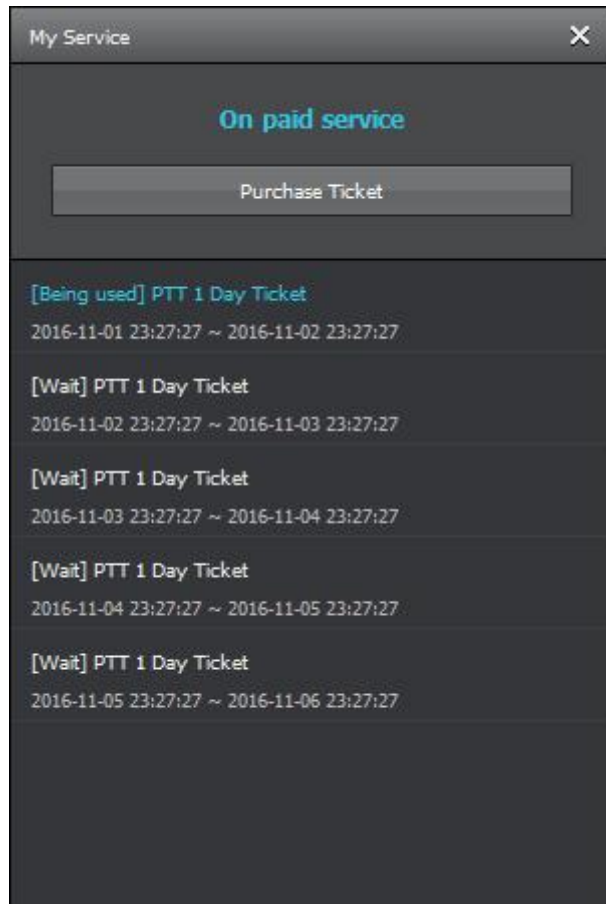 My Service
On paid service
Purchase Ticket
[Being used] PTT 1 Day Ticket
2016-11-01 23:27:27 ~ 2016-11-02 23:27:27
[Wait] PTT 1 Day Ticket
2016-11-02 23:27:27 ~ 2016-11-03 23:27:27
[Wait] PTT 1 Day Ticket
2016-11-03 23:27:27 ~ 2016-11-04 23:27:27
[Wait] PTT 1 Day Ticket
2016-11-04 23:27:27 ~ 2016-11-05 23:27:27
[Wait] PTT 1 Day Ticket
2016-11-05 23:27:27 ~ 2016-11-06 23:27:27